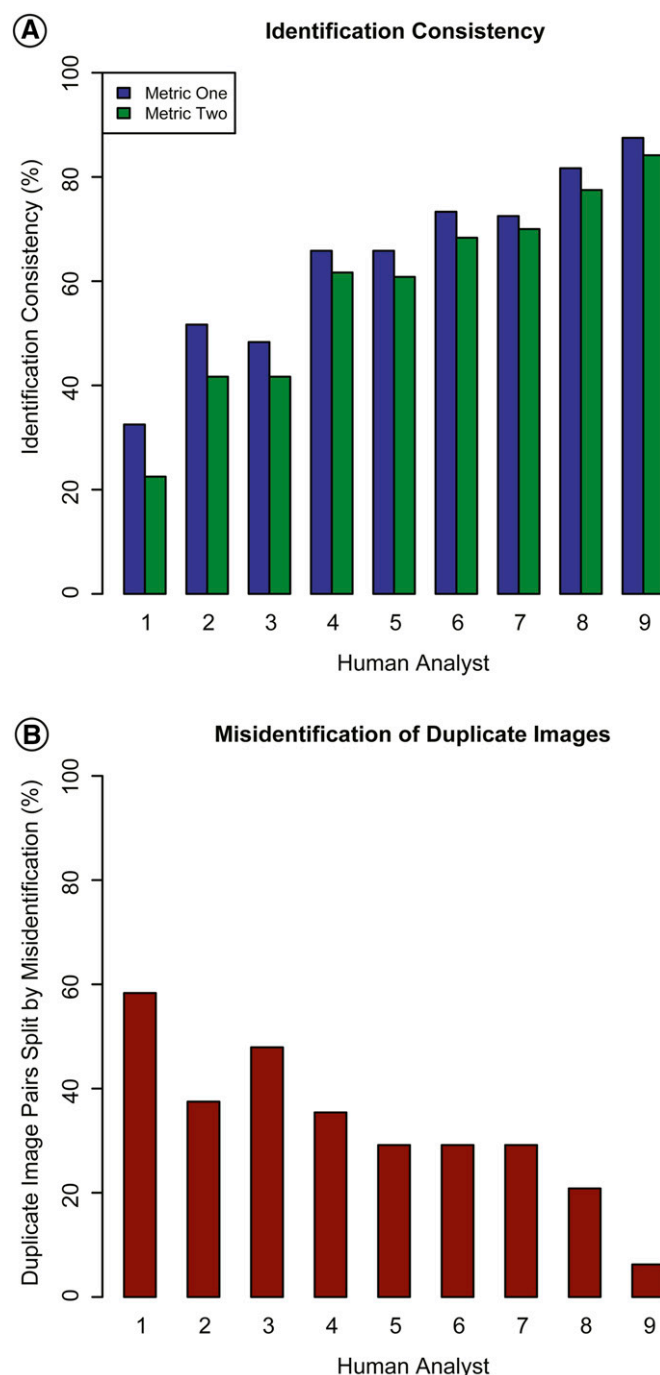 A
Identification Consistency
Metric One
Metric Two
Identification Consistency (%)
100
80
60
40
20
0
1 2 3 4 5 6 7 8 9
Human Analyst
B
Misidentification of Duplicate Images
Duplicate Image Pairs Split by Misidentification (%)
100
80
60
40
20
0
1 2 3 4 5 6 7 8 9
Human Analyst